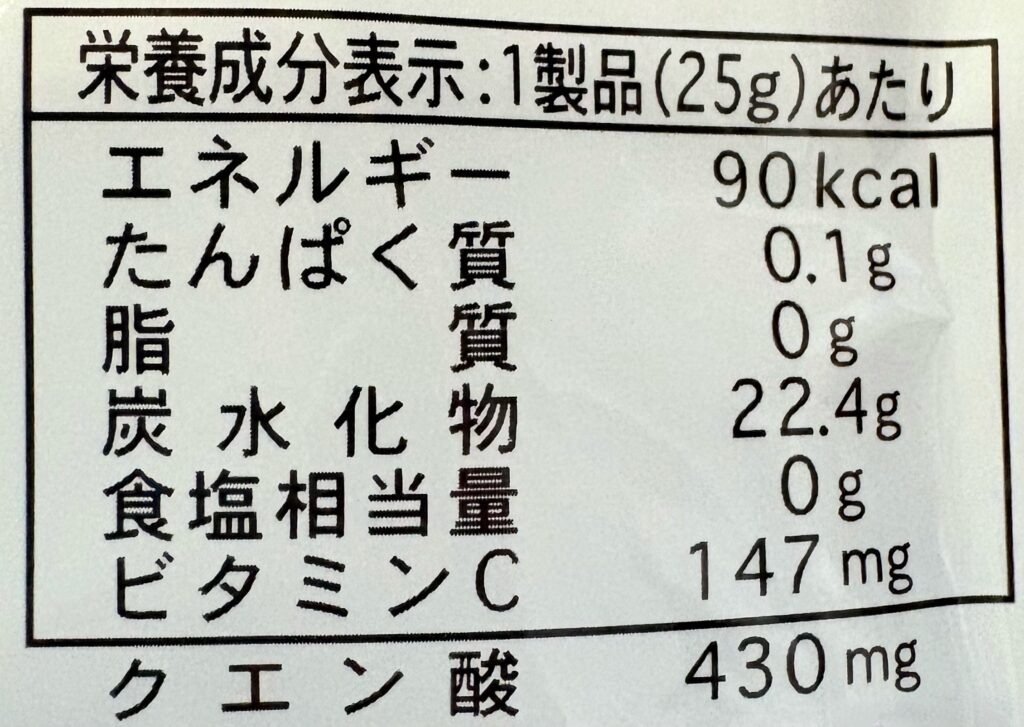 栄養成分表示:1製品(25g)あたり
エネルギー 90kcal
たんぱく質 0.1g
脂質 0g
炭水化物 22.4g
食塩相当量 0g
ビタミンC 147mg
クエン酸 430mg